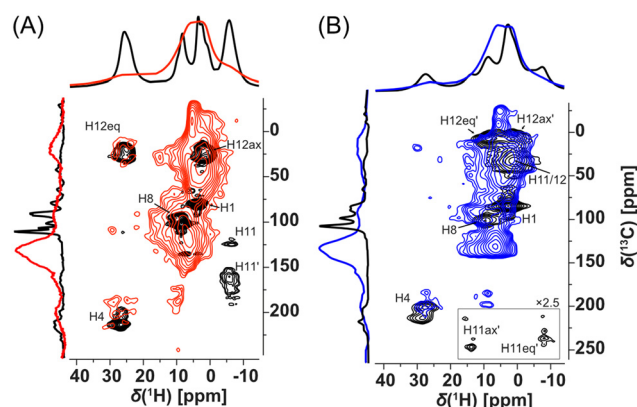 (A)
H12eq
H12ax
H8
H1
H11
H11'
H4
0
50
100
150
200
40 30 20 10 0 -10
δ(¹H) [ppm]
(B)
H12eq'
H12ax'
H11/12
H1
H8
H4
×2.5
H11ax'
H11eq'
0
50
100
150
200
250
δ(¹³C) [ppm]
40 30 20 10 0 -10
δ(¹H) [ppm]